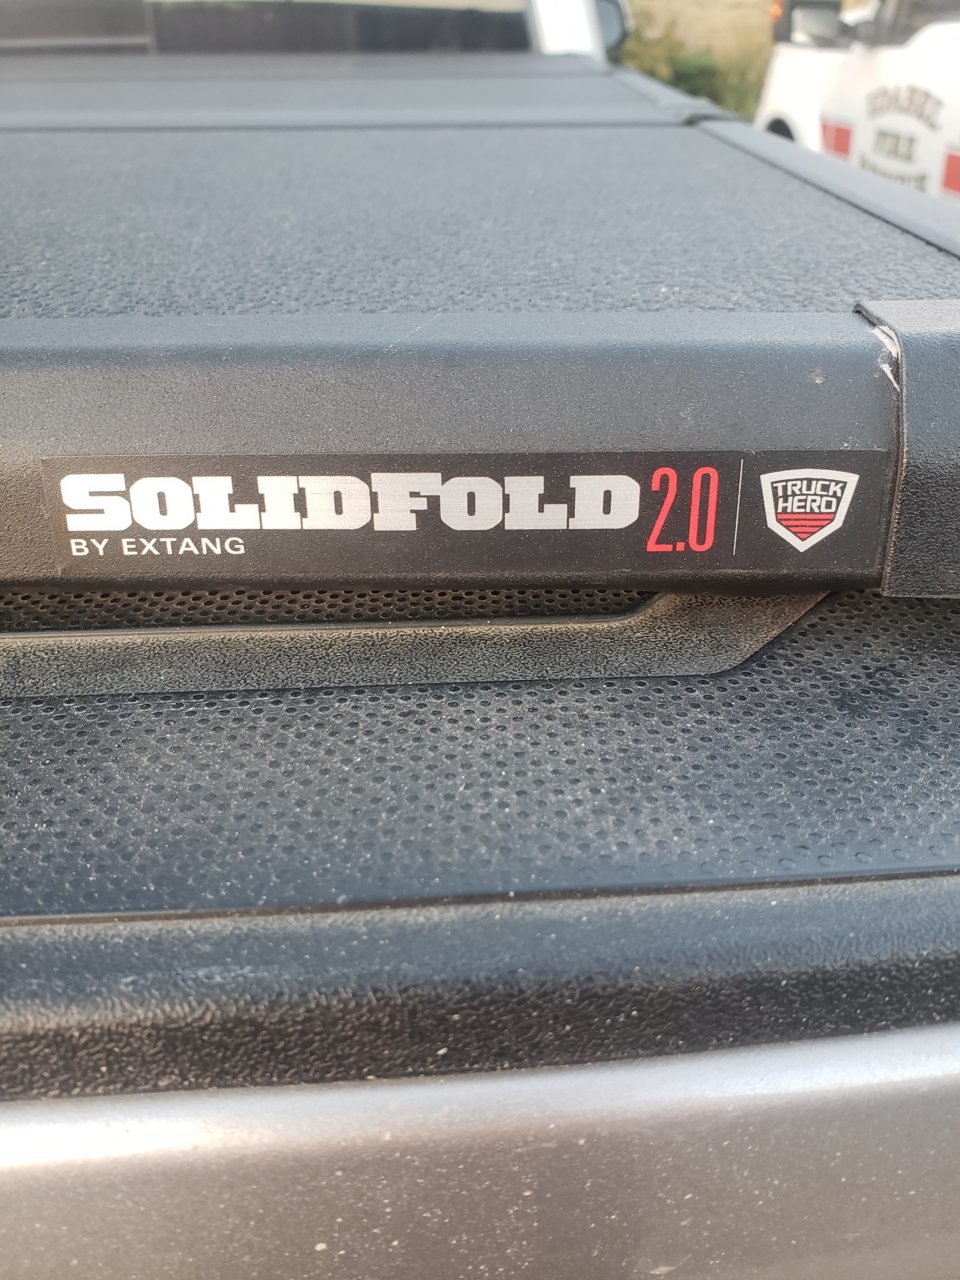 SOLIDFOLD 2.0
BY EXTANG
TRUCK
HERO